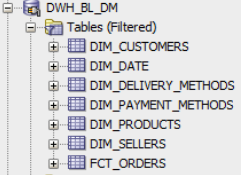 DWH_BL_DM
Tables (Filtered)
DIM_CUSTOMERS
DIM_DATE
DIM_DELIVERY_METHODS
DIM_PAYMENT_METHODS
DIM_PRODUCTS
DIM_SELLERS
FCT_ORDERS